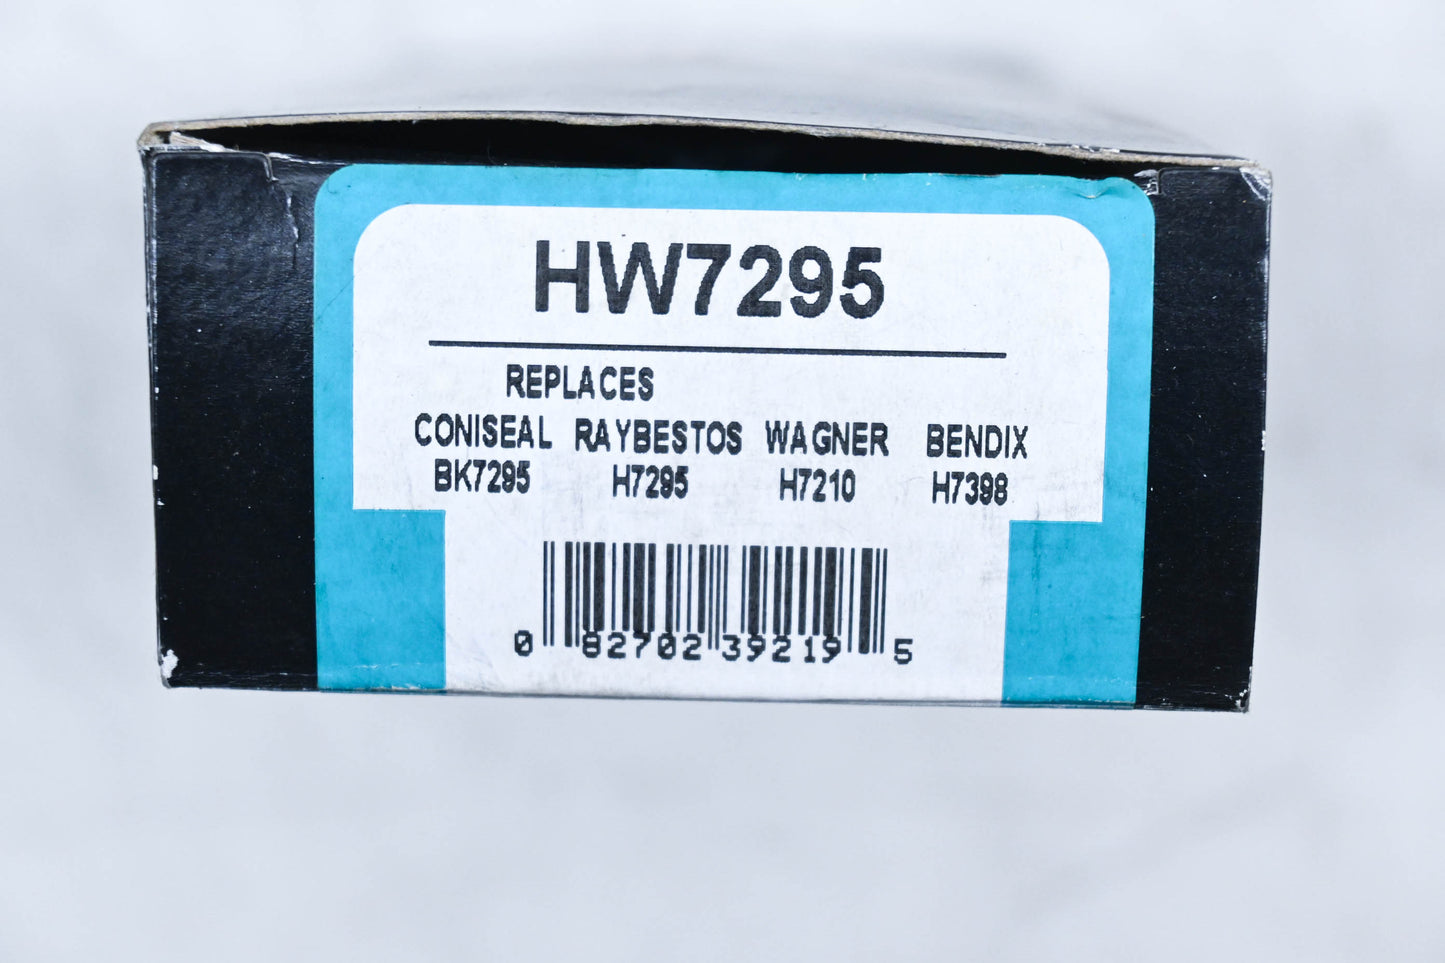 HW7295
REPLACES
CONISEAL RAYBESTOS WAGNER BENDIX
BK7295 H7295 H7210 H7398
0 82702 39219 5